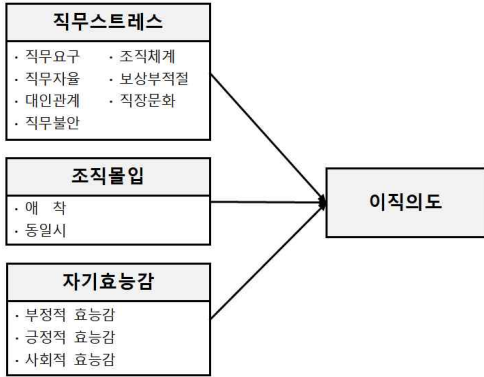 직무스트레스
· 직무요구 · 조직체계
· 직무자율 · 보상부적절
· 대인관계 · 직장문화
· 직무불안
조직몰입
· 애 착
· 동일시
이직의도
자기효능감
· 부정적 효능감
· 긍정적 효능감
· 사회적 효능감